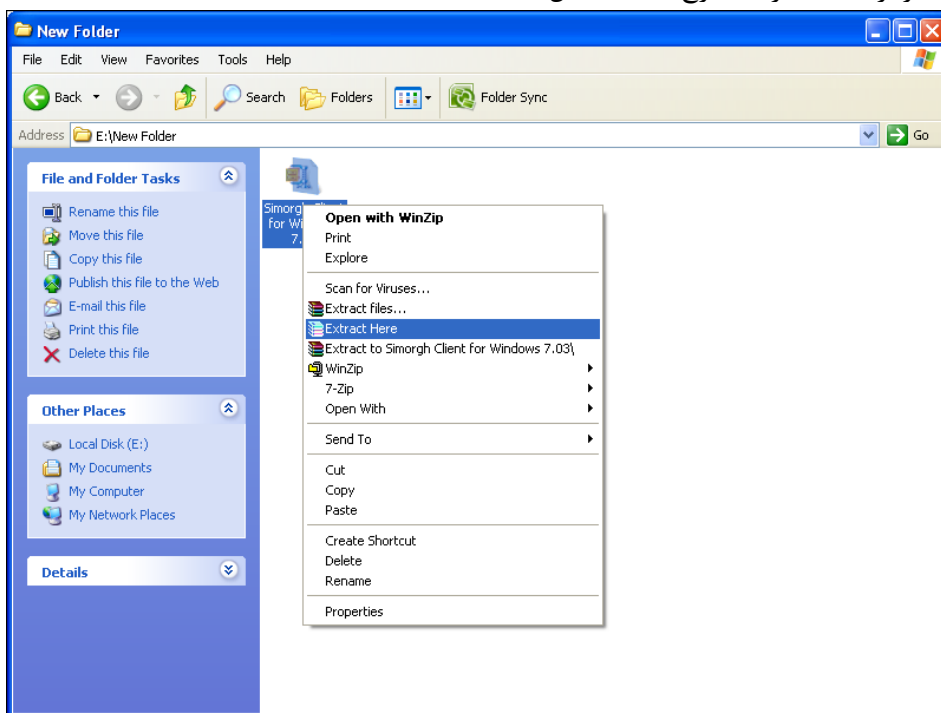 New Folder
File Edit View Favorites Tools Help
Back Search Folders Folder Sync
Address E:\New Folder Go
File and Folder Tasks
Rename this file
Move this file
Copy this file
Publish this file to the Web
E-mail this file
Print this file
Delete this file
Other Places
Local Disk (E:)
My Documents
My Computer
My Network Places
Details
for
7.
Open with WinZip
Print
Explore
Scan for Viruses...
Extract files...
Extract Here
Extract to Simorgh Client for Windows 7.03\
WinZip
7-Zip
Open With
Send To
Cut
Copy
Paste
Create Shortcut
Delete
Rename
Properties